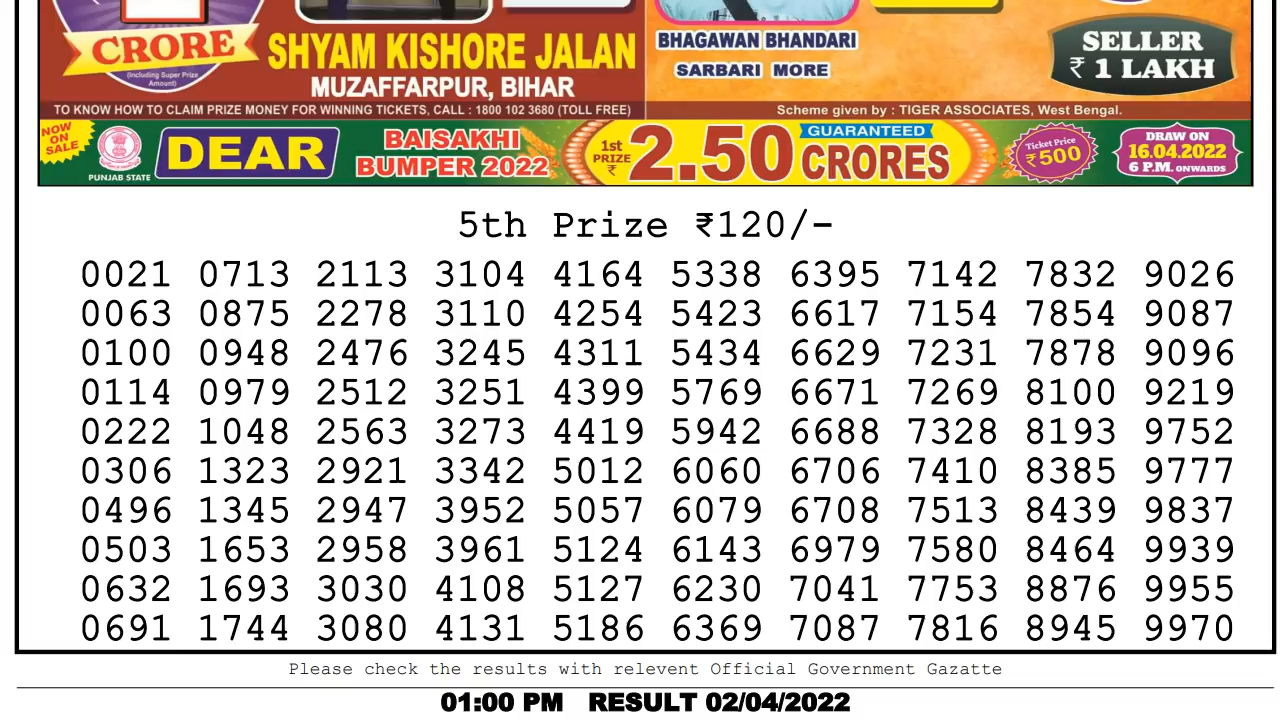 CRORE
(Including Super Prize Amount)
SHYAM KISHORE JALAN
MUZAFFARPUR, BIHAR
BHAGAWAN BHANDARI
SARBARI MORE
SELLER
₹ 1 LAKH
TO KNOW HOW TO CLAIM PRIZE MONEY FOR WINNING TICKETS, CALL : 1800 102 3680 (TOLL FREE)
Scheme given by : TIGER ASSOCIATES, West Bengal.
NOW ON SALE
PUNJAB STATE
DEAR
BAISAKHI
BUMPER 2022
1st PRIZE ₹
2.50
GUARANTEED
CRORES
Ticket Price
₹500
DRAW ON
16.04.2022
6 P.M. ONWARDS
5th Prize ₹120/-
0021 0713 2113 3104 4164 5338 6395 7142 7832 9026
0063 0875 2278 3110 4254 5423 6617 7154 7854 9087
0100 0948 2476 3245 4311 5434 6629 7231 7878 9096
0114 0979 2512 3251 4399 5769 6671 7269 8100 9219
0222 1048 2563 3273 4419 5942 6688 7328 8193 9752
0306 1323 2921 3342 5012 6060 6706 7410 8385 9777
0496 1345 2947 3952 5057 6079 6708 7513 8439 9837
0503 1653 2958 3961 5124 6143 6979 7580 8464 9939
0632 1693 3030 4108 5127 6230 7041 7753 8876 9955
0691 1744 3080 4131 5186 6369 7087 7816 8945 9970
Please check the results with relevent Official Government Gazatte
01:00 PM RESULT 02/04/2022